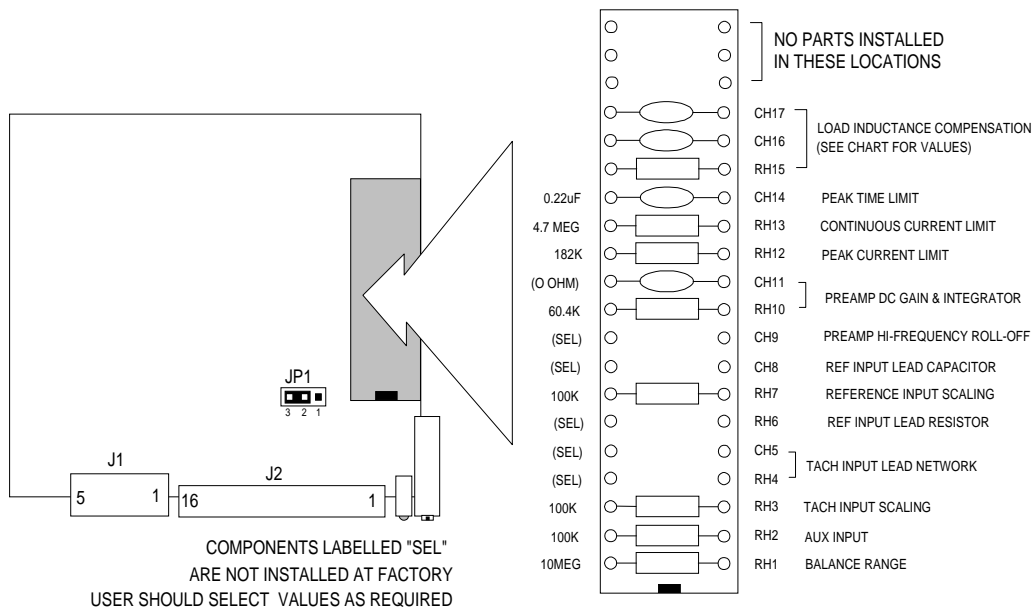 NO PARTS INSTALLED
IN THESE LOCATIONS
CH17
CH16
LOAD INDUCTANCE COMPENSATION
(SEE CHART FOR VALUES)
RH15
0.22uF CH14 PEAK TIME LIMIT
4.7 MEG RH13 CONTINUOUS CURRENT LIMIT
182K RH12 PEAK CURRENT LIMIT
(O OHM) CH11
PREAMP DC GAIN & INTEGRATOR
60.4K RH10
(SEL) CH9 PREAMP HI-FREQUENCY ROLL-OFF
(SEL) CH8 REF INPUT LEAD CAPACITOR
100K RH7 REFERENCE INPUT SCALING
(SEL) RH6 REF INPUT LEAD RESISTOR
(SEL) CH5
TACH INPUT LEAD NETWORK
(SEL) RH4
100K RH3 TACH INPUT SCALING
100K RH2 AUX INPUT
10MEG RH1 BALANCE RANGE
JP1
3 2 1
J1
5 1
J2
16 1
COMPONENTS LABELLED "SEL"
ARE NOT INSTALLED AT FACTORY
USER SHOULD SELECT VALUES AS REQUIRED